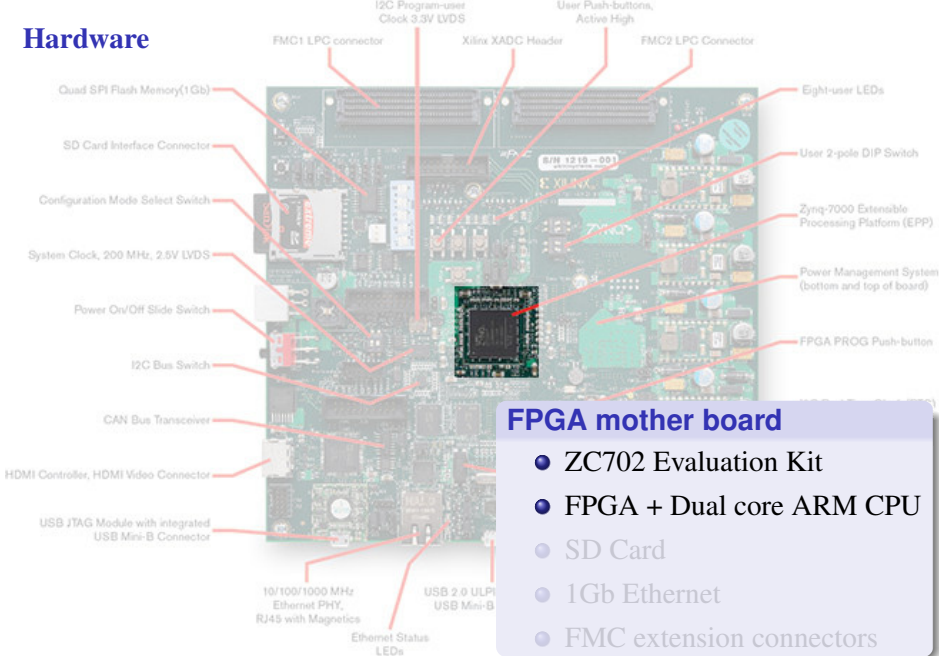 Hardware
I2C Program-user
Clock 3.3V LVDS
User Push-buttons,
Active High
FMC1 LPC connector
Xilinx XADC Header
FMC2 LPC Connector
Quad SPI Flash Memory(1Gb)
Eight-user LEDs
SD Card Interface Connector
S/N 1219-001
XILINX
User 2-pole DIP Switch
Configuration Mode Select Switch
ZYNQ
Zynq-7000 Extensible
Processing Platform (EPP)
System Clock, 200 MHz, 2.5V LVDS
Power Management System
(bottom and top of board)
Power On/Off Slide Switch
FPGA PROG Push-button
I2C Bus Switch
CAN Bus Transceiver
FPGA mother board
ZC702 Evaluation Kit
HDMI Controller, HDMI Video Connector
FPGA + Dual core ARM CPU
USB JTAG Module with integrated
USB Mini-B Connector
SD Card
10/100/1000 MHz
Ethernet PHY,
RJ45 with Magnetics
USB 2.0 ULPI
USB Mini-B
1Gb Ethernet
Ethernet Status
LEDs
FMC extension connectors